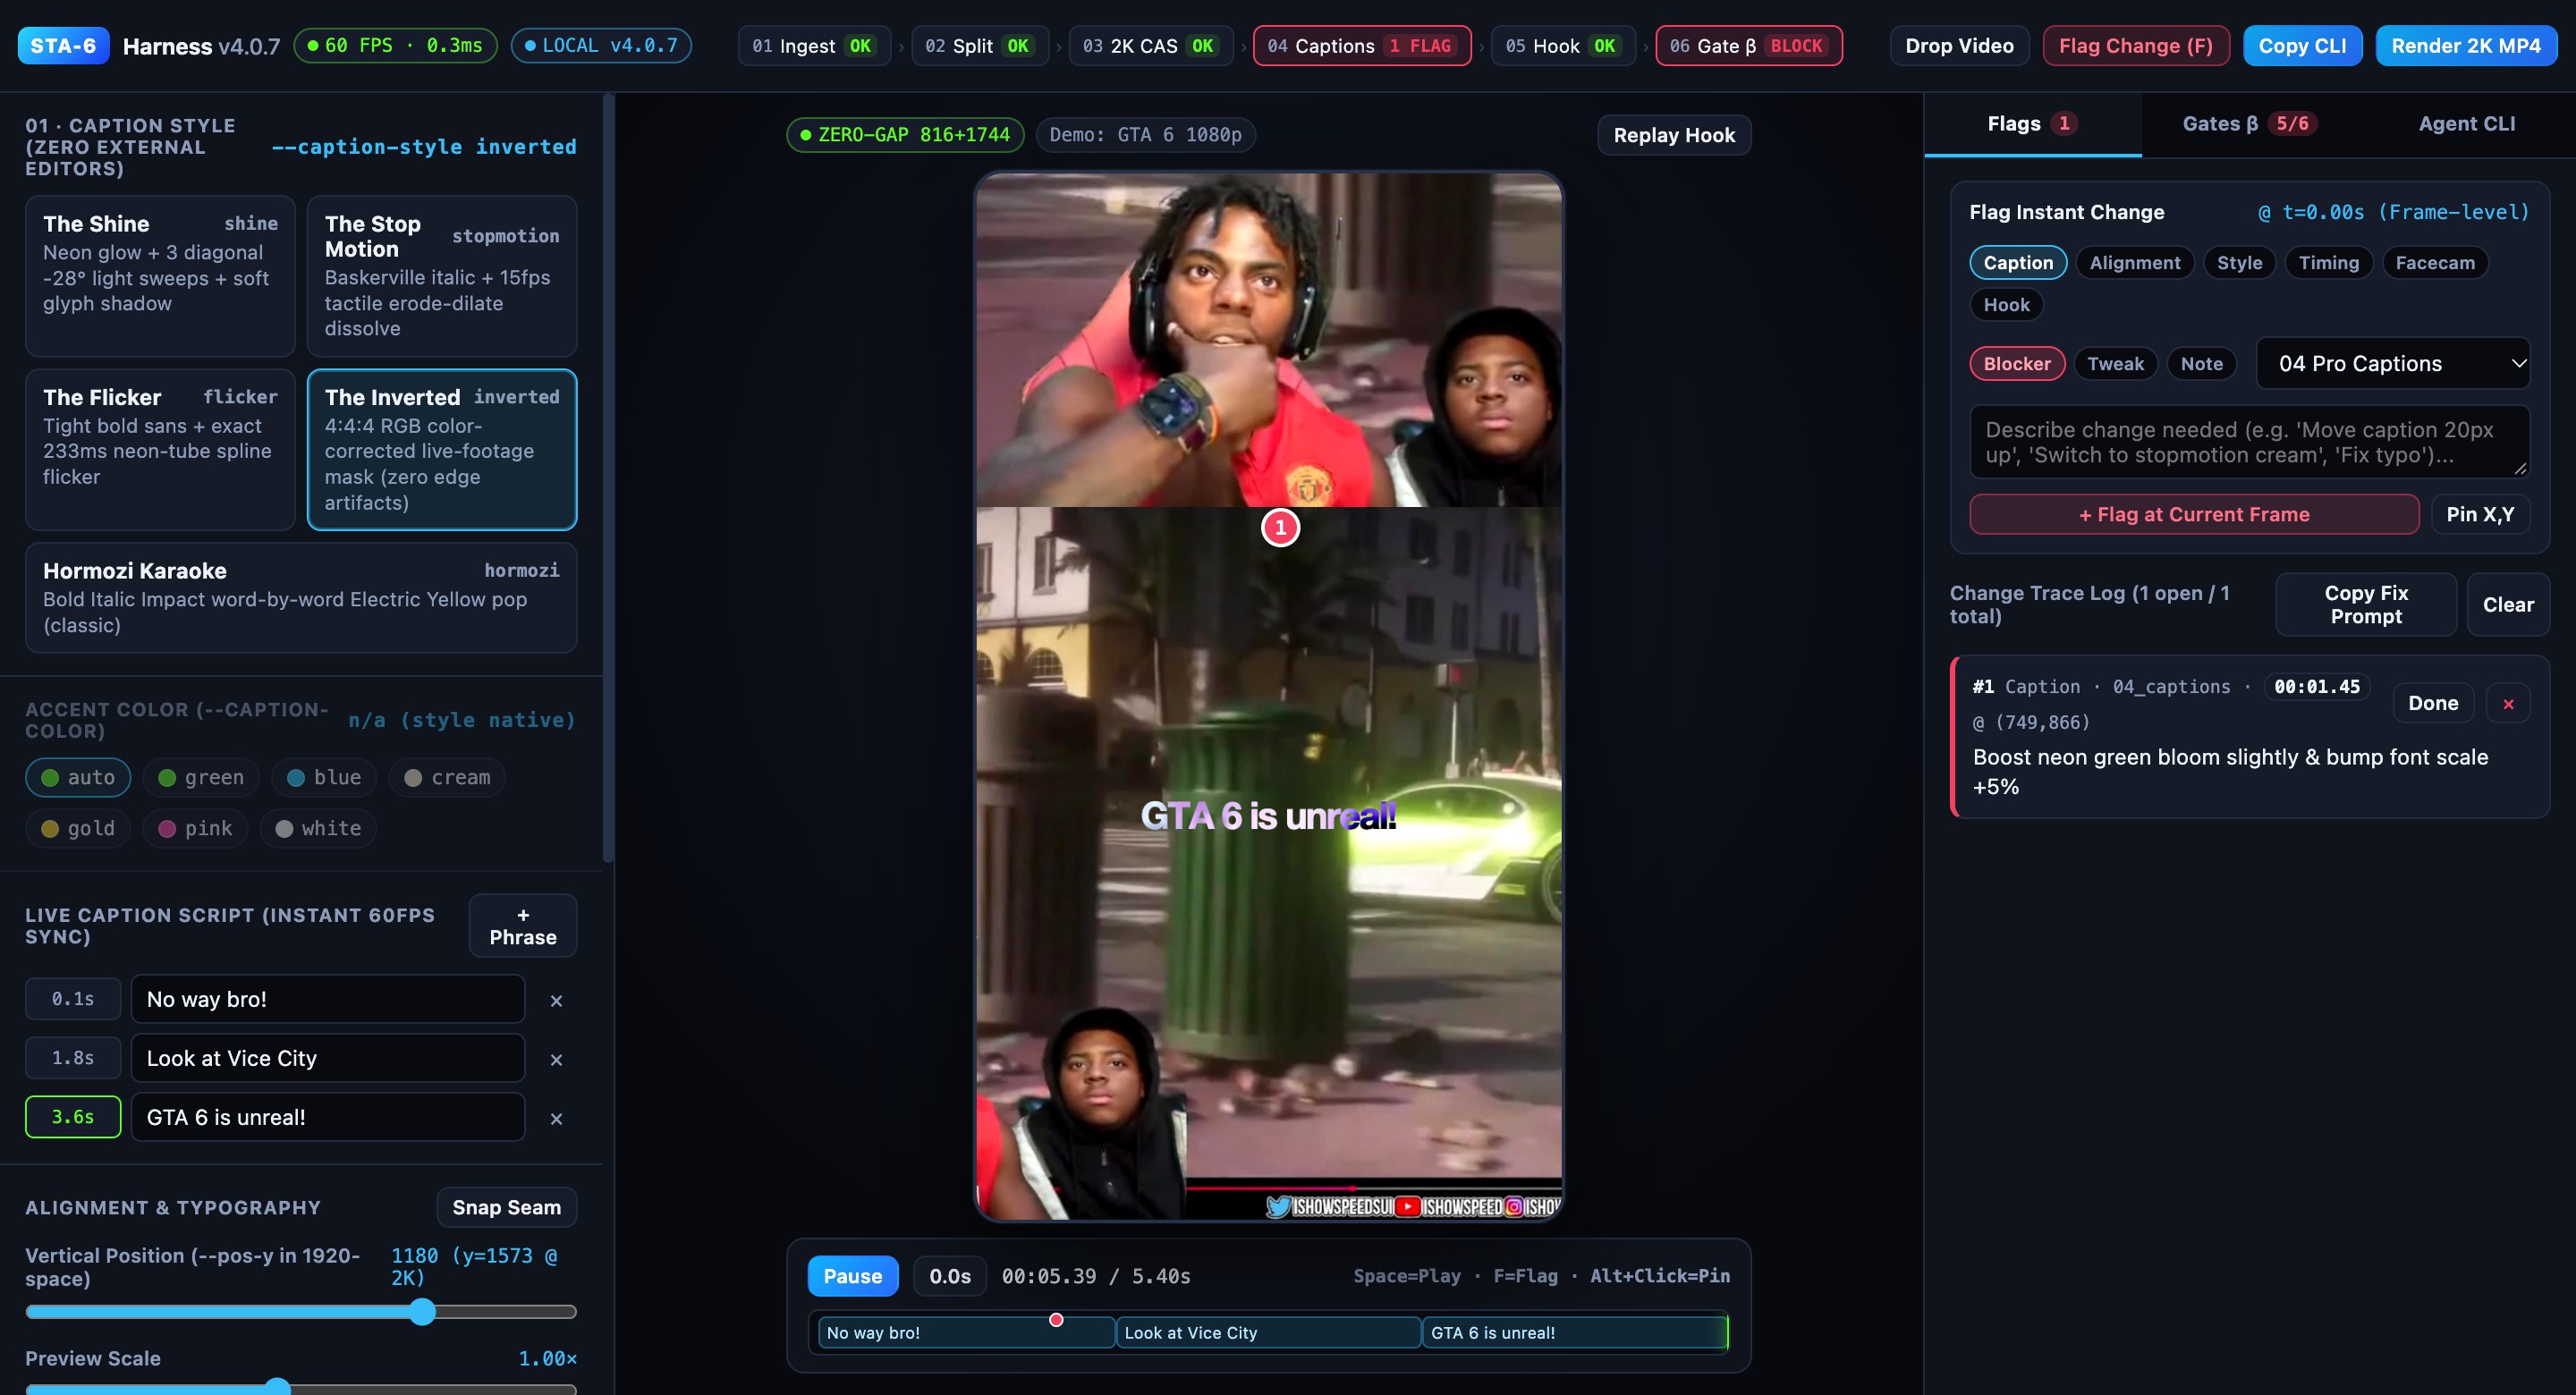 STA-6 Harness v4.0.7 60 FPS · 0.3ms LOCAL v4.0.7 01 Ingest OK › 02 Split OK › 03 2K CAS OK › 04 Captions 1 FLAG › 05 Hook OK › 06 Gate β BLOCK Drop Video Flag Change (F) Copy CLI Render 2K MP4
01 · CAPTION STYLE
(ZERO EXTERNAL
EDITORS)
--caption-style inverted
The Shine shine
Neon glow + 3 diagonal
-28° light sweeps + soft
glyph shadow
The Stop
Motion
stopmotion
Baskerville italic + 15fps
tactile erode-dilate
dissolve
The Flicker flicker
Tight bold sans + exact
233ms neon-tube spline
flicker
The Inverted inverted
4:4:4 RGB color-
corrected live-footage
mask (zero edge
artifacts)
Hormozi Karaoke hormozi
Bold Italic Impact word-by-word Electric Yellow pop
(classic)
ACCENT COLOR (--CAPTION-
COLOR)
n/a (style native)
auto green blue cream
gold pink white
LIVE CAPTION SCRIPT (INSTANT 60FPS
SYNC)
+
Phrase
0.1s No way bro! ×
1.8s Look at Vice City ×
3.6s GTA 6 is unreal! ×
ALIGNMENT & TYPOGRAPHY Snap Seam
Vertical Position (--pos-y in 1920-
space)
1180 (y=1573 @
2K)
Preview Scale 1.00×
ZERO-GAP 816+1744 Demo: GTA 6 1080p Replay Hook
1
GTA 6 is unreal!
ISHOWSPEEDSUI ISHOWSPEED ISHOW
Pause 0.0s 00:05.39 / 5.40s Space=Play · F=Flag · Alt+Click=Pin
No way bro! Look at Vice City GTA 6 is unreal!
Flags 1 Gates β 5/6 Agent CLI
Flag Instant Change @ t=0.00s (Frame-level)
Caption Alignment Style Timing Facecam
Hook
Blocker Tweak Note 04 Pro Captions
Describe change needed (e.g. 'Move caption 20px
up', 'Switch to stopmotion cream', 'Fix typo')...
+ Flag at Current Frame Pin X,Y
Change Trace Log (1 open / 1
total)
Copy Fix
Prompt
Clear
#1 Caption · 04_captions · 00:01.45
@ (749,866)
Done ×
Boost neon green bloom slightly & bump font scale
+5%